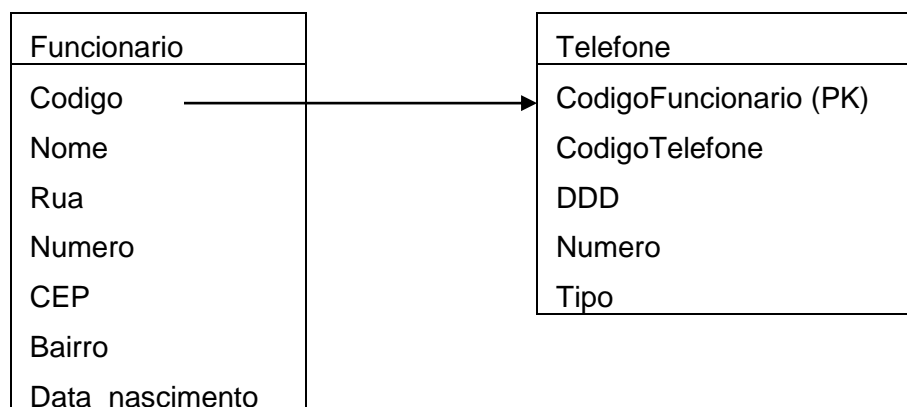 Funcionario
Codigo
Nome
Rua
Numero
CEP
Bairro
Data_nascimento
Telefone
CodigoFuncionario (PK)
CodigoTelefone
DDD
Numero
Tipo